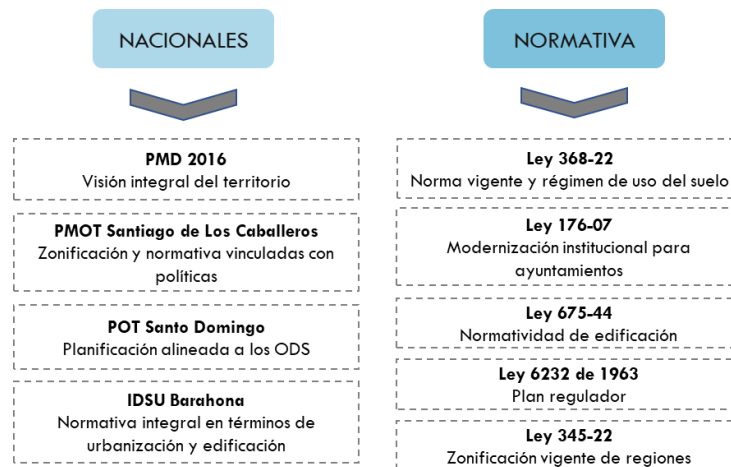 NACIONALES
PMD 2016
Visión integral del territorio
PMOT Santiago de Los Caballeros
Zonificación y normativa vinculadas con
políticas
POT Santo Domingo
Planificación alineada a los ODS
IDSU Barahona
Normativa integral en términos de
urbanización y edificación
NORMATIVA
Ley 368-22
Norma vigente y régimen de uso del suelo
Ley 176-07
Modernización institucional para
ayuntamientos
Ley 675-44
Normatividad de edificación
Ley 6232 de 1963
Plan regulador
Ley 345-22
Zonificación vigente de regiones